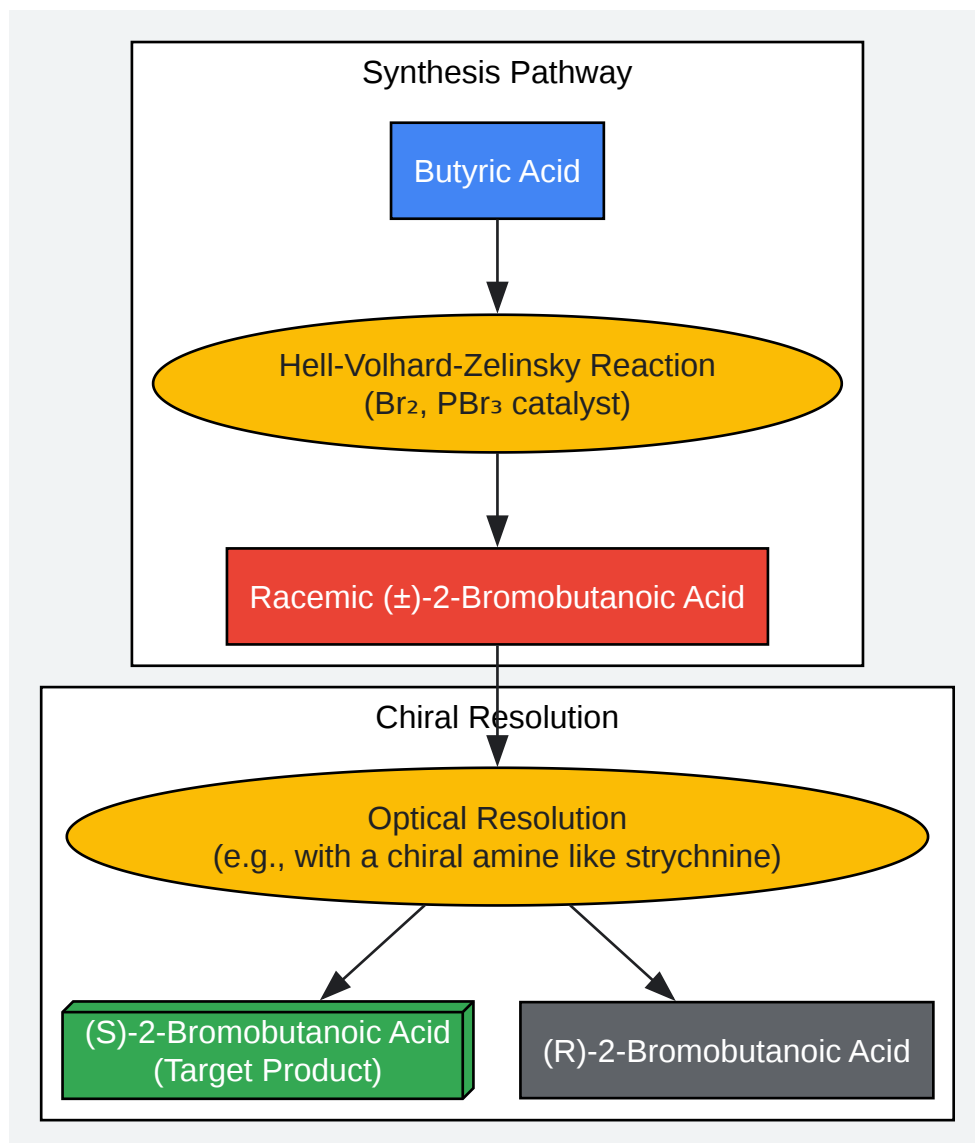 Synthesis Pathway
Butyric Acid
Hell-Volhard-Zelinsky Reaction
(Br₂, PBr₃ catalyst)
Racemic (±)-2-Bromobutanoic Acid
Chiral Resolution
Optical Resolution
(e.g., with a chiral amine like strychnine)
(S)-2-Bromobutanoic Acid
(Target Product)
(R)-2-Bromobutanoic Acid